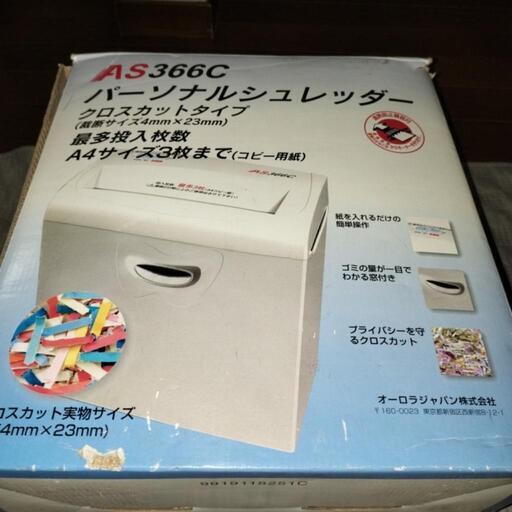 AS366C
パーソナルシュレッダー
クロスカットタイプ
(裁断サイズ4mm×23mm)
最多投入枚数
A4サイズ3枚まで(コピー用紙)
AS366C
紙を入れるだけの
簡単操作
ゴミの量が一目で
わかる窓付き
プライバシーを守
るクロスカット
ロスカット実物サイズ
4mm×23mm)
オーロラジャパン株式会社
〒160-0023 東京都新宿区西新宿8-12-1